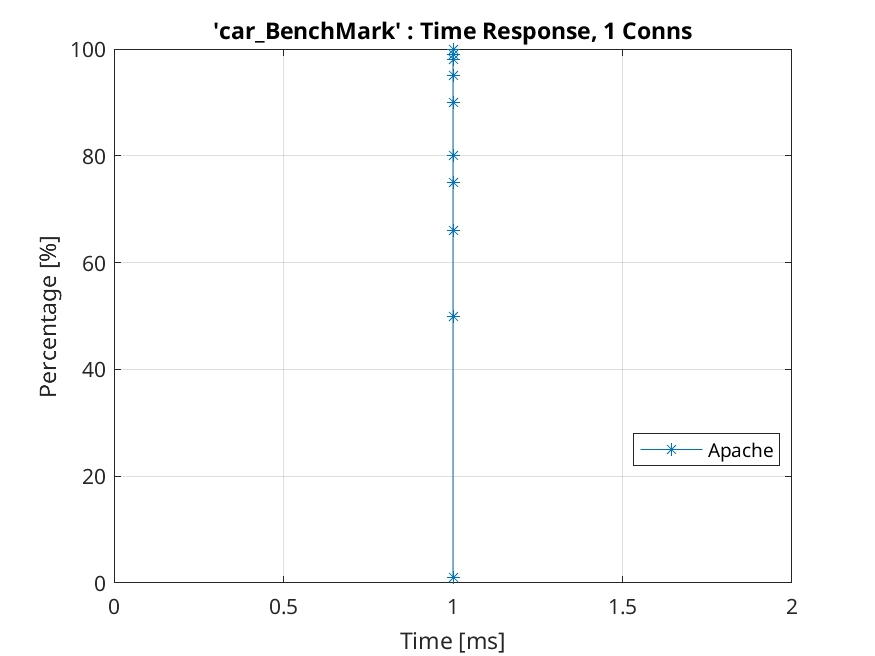 'car_BenchMark' : Time Response, 1 Conns
100
80
60
40
20
0
Percentage [%]
Apache
0 0.5 1 1.5 2
Time [ms]